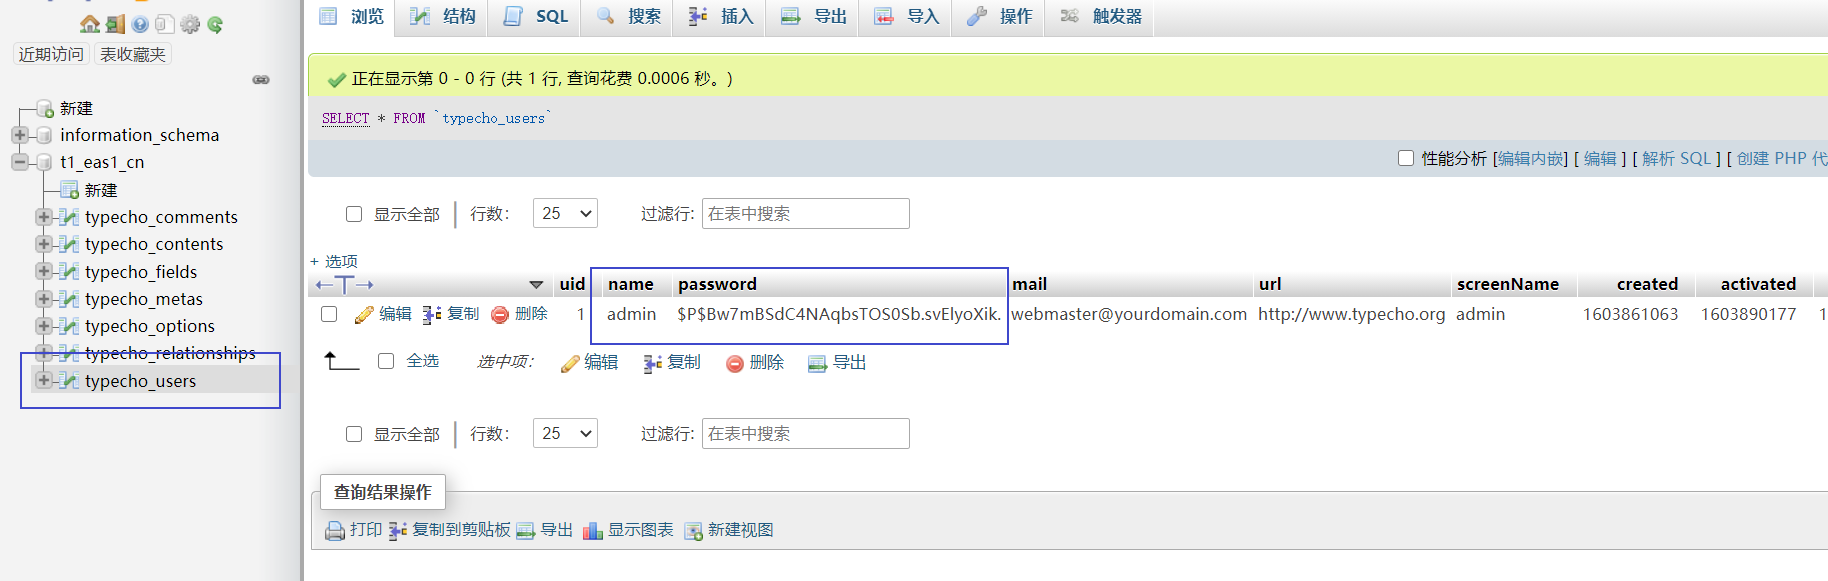 近期访问 表收藏夹
新建
information_schema
t1_eas1_cn
新建
typecho_comments
typecho_contents
typecho_fields
typecho_metas
typecho_options
typecho_relationships
typecho_users
浏览 结构 SQL 搜索 插入 导出 导入 操作 触发器
正在显示第 0 - 0 行 (共 1 行, 查询花费 0.0006 秒。)
SELECT * FROM `typecho_users`
性能分析 [编辑内嵌] [ 编辑 ] [ 解析 SQL ] [ 创建 PHP 代
显示全部 行数: 25 过滤行: 在表中搜索
+ 选项
←T→ uid name password mail url screenName created activated
编辑 复制 删除 1 admin $P$Bw7mBSdC4NAqbsTOS0Sb.svElyoXik. webmaster@yourdomain.com http://www.typecho.org admin 1603861063 1603890177 1
全选 选中项: 编辑 复制 删除 导出
显示全部 行数: 25 过滤行: 在表中搜索
查询结果操作
打印 复制到剪贴板 导出 显示图表 新建视图